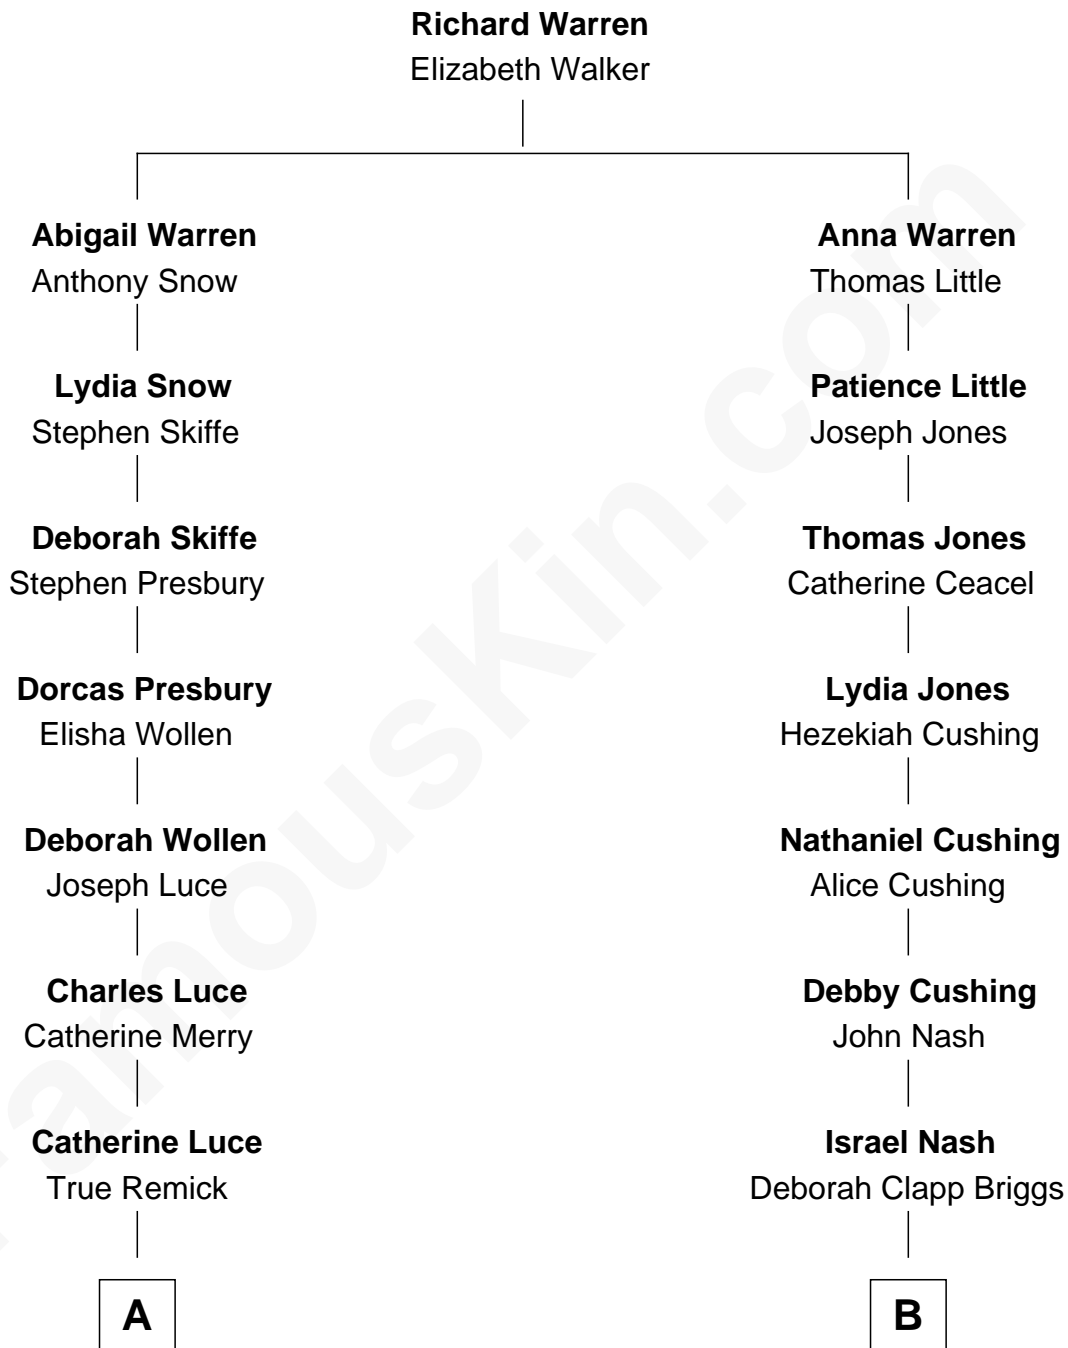 Richard Warren
Elizabeth Walker
Abigail Warren
Anthony Snow
Anna Warren
Thomas Little
Lydia Snow
Stephen Skiffe
Patience Little
Joseph Jones
Deborah Skiffe
Stephen Presbury
Thomas Jones
Catherine Ceacel
Dorcas Presbury
Elisha Wollen
Lydia Jones
Hezekiah Cushing
Deborah Wollen
Joseph Luce
Nathaniel Cushing
Alice Cushing
Charles Luce
Catherine Merry
Debby Cushing
John Nash
Catherine Luce
True Remick
Israel Nash
Deborah Clapp Briggs
A
B
FamousKin.com